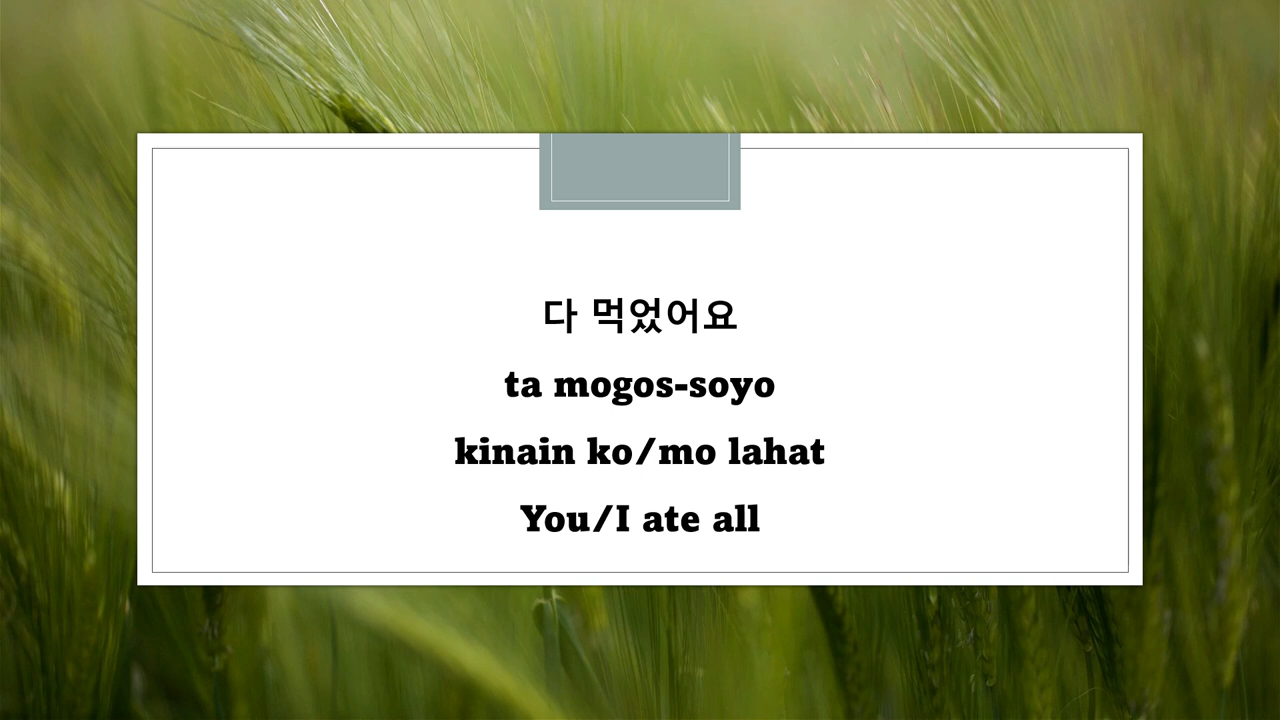 다 먹었어요
ta mogos-soyo
kinain ko/mo lahat
You/I ate all